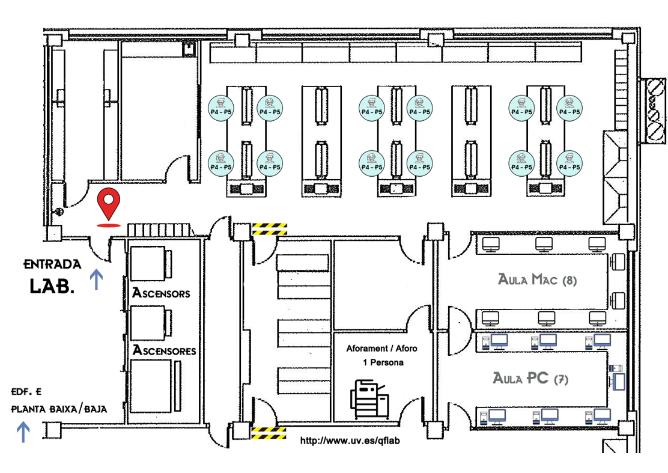 P4 - P5 P4 - P5 P4 - P5 P4 - P5 P4 - P5 P4 - P5
P4 - P5 P4 - P5 P4 - P5 P4 - P5 P4 - P5 P4 - P5
ENTRADA
LAB.
ASCENSORS
ASCENSORES
AULA MAC (8)
Aforament / Aforo
1 Persona
AULA PC (7)
EDF. E
PLANTA BAIXA/BAJA
http://www.uv.es/qflab